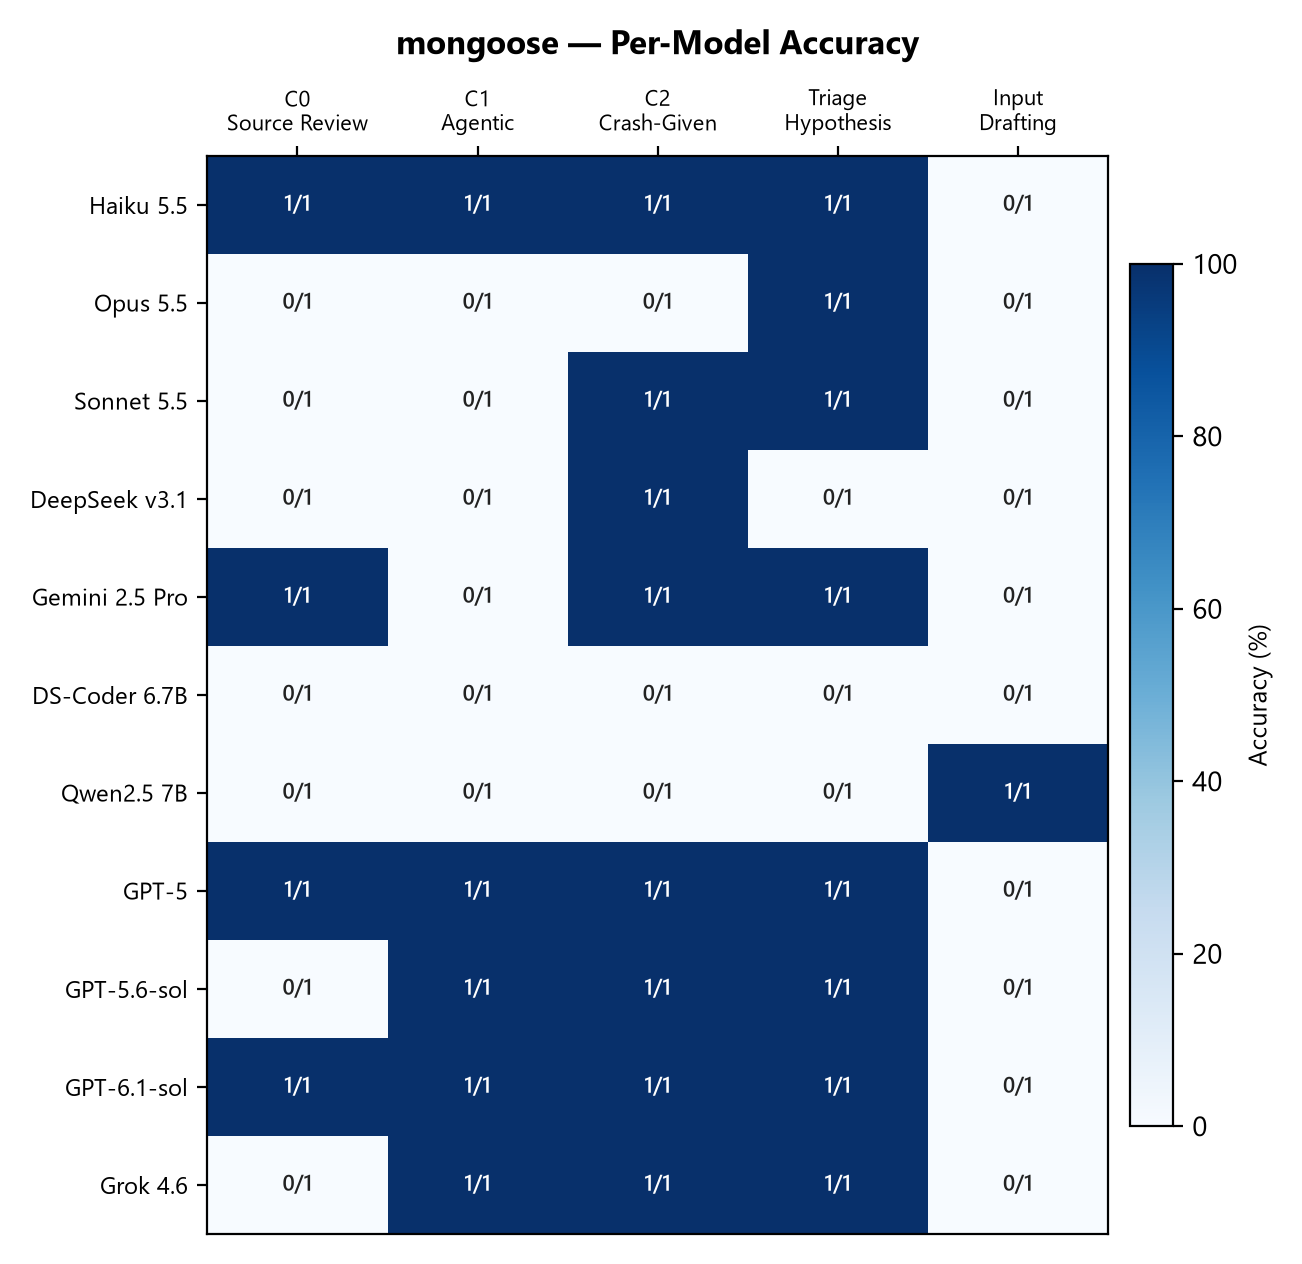 mongoose — Per-Model Accuracy
C0 C1 C2 Triage Input
Source Review Agentic Crash-Given Hypothesis Drafting
Haiku 5.5 1/1 1/1 1/1 1/1 0/1
Opus 5.5 0/1 0/1 0/1 1/1 0/1
Sonnet 5.5 0/1 0/1 1/1 1/1 0/1
DeepSeek v3.1 0/1 0/1 1/1 0/1 0/1
Gemini 2.5 Pro 1/1 0/1 1/1 1/1 0/1
DS-Coder 6.7B 0/1 0/1 0/1 0/1 0/1
Qwen2.5 7B 0/1 0/1 0/1 0/1 1/1
GPT-5 1/1 1/1 1/1 1/1 0/1
GPT-5.6-sol 0/1 1/1 1/1 1/1 0/1
GPT-6.1-sol 1/1 1/1 1/1 1/1 0/1
Grok 4.6 0/1 1/1 1/1 1/1 0/1
100
80
60
40
20
0
Accuracy (%)